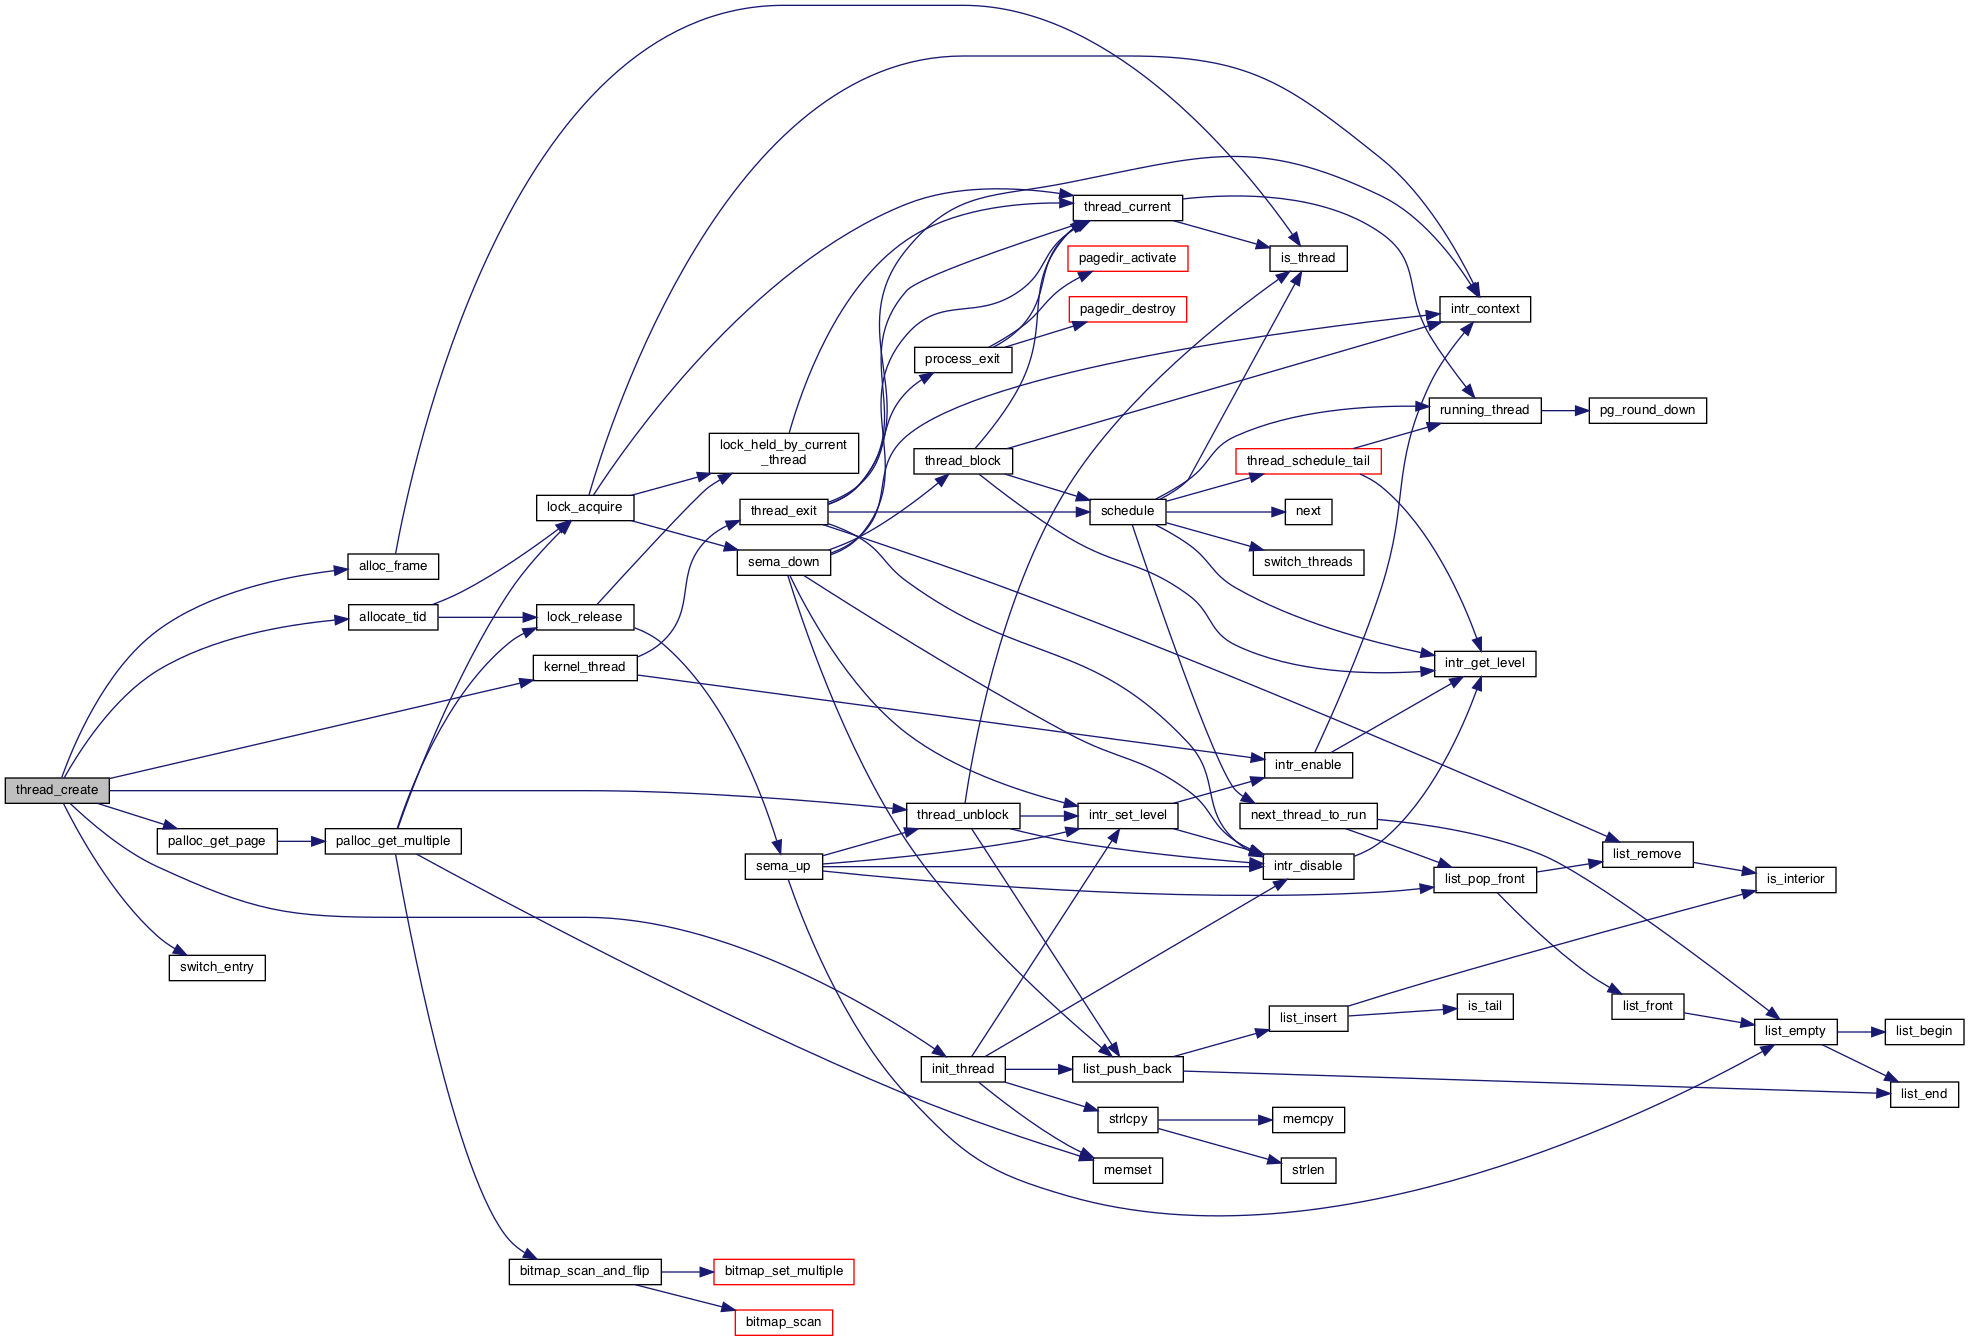 thread_create
alloc_frame
allocate_tid
kernel_thread
palloc_get_page
palloc_get_multiple
switch_entry
lock_acquire
lock_release
bitmap_scan_and_flip
lock_held_by_current
_thread
thread_exit
sema_down
sema_up
bitmap_set_multiple
bitmap_scan
process_exit
thread_block
thread_unblock
init_thread
thread_current
pagedir_activate
pagedir_destroy
schedule
intr_set_level
list_push_back
strlcpy
memset
is_thread
thread_schedule_tail
next
switch_threads
intr_enable
next_thread_to_run
intr_disable
list_insert
memcpy
strlen
intr_context
running_thread
intr_get_level
list_pop_front
is_tail
pg_round_down
list_remove
list_front
is_interior
list_empty
list_begin
list_end